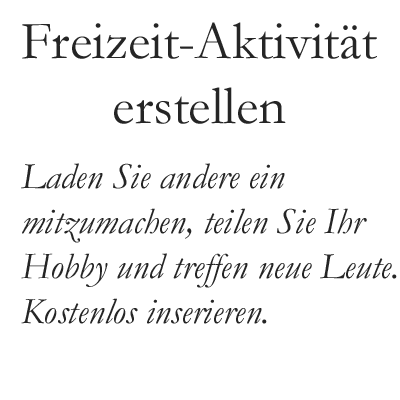 Freizeit-Aktivität
erstellen
Laden Sie andere ein
mitzumachen, teilen Sie Ihr
Hobby und treffen neue Leute.
Kostenlos inserieren.